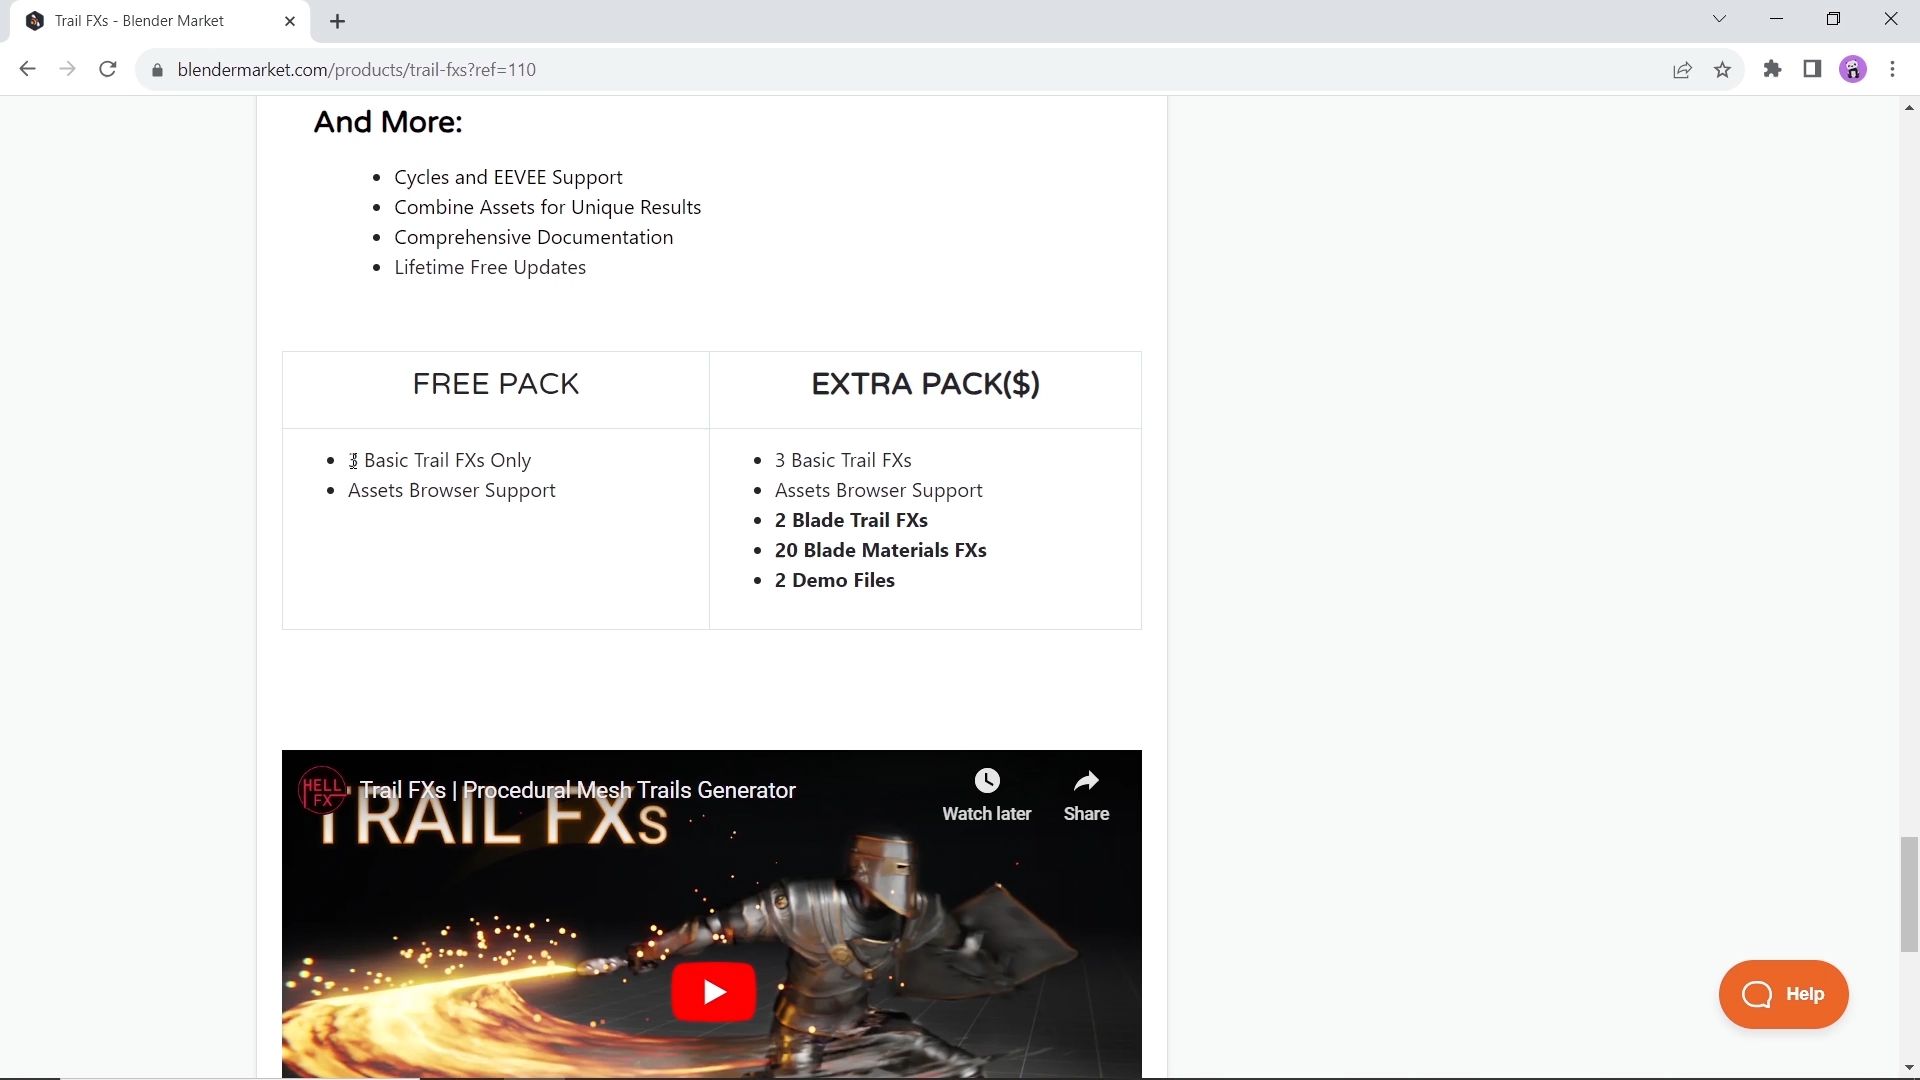 Trail FXs - Blender Market
blendermarket.com/products/trail-fxs?ref=110
And More:
Cycles and EEVEE Support
Combine Assets for Unique Results
Comprehensive Documentation
Lifetime Free Updates
FREE PACK
EXTRA PACK($)
3 Basic Trail FXs Only
Assets Browser Support
3 Basic Trail FXs
Assets Browser Support
2 Blade Trail FXs
20 Blade Materials FXs
2 Demo Files
HELL
FX
Trail FXs | Procedural Mesh Trails Generator
Watch later
Share
TRAIL FXs
Help